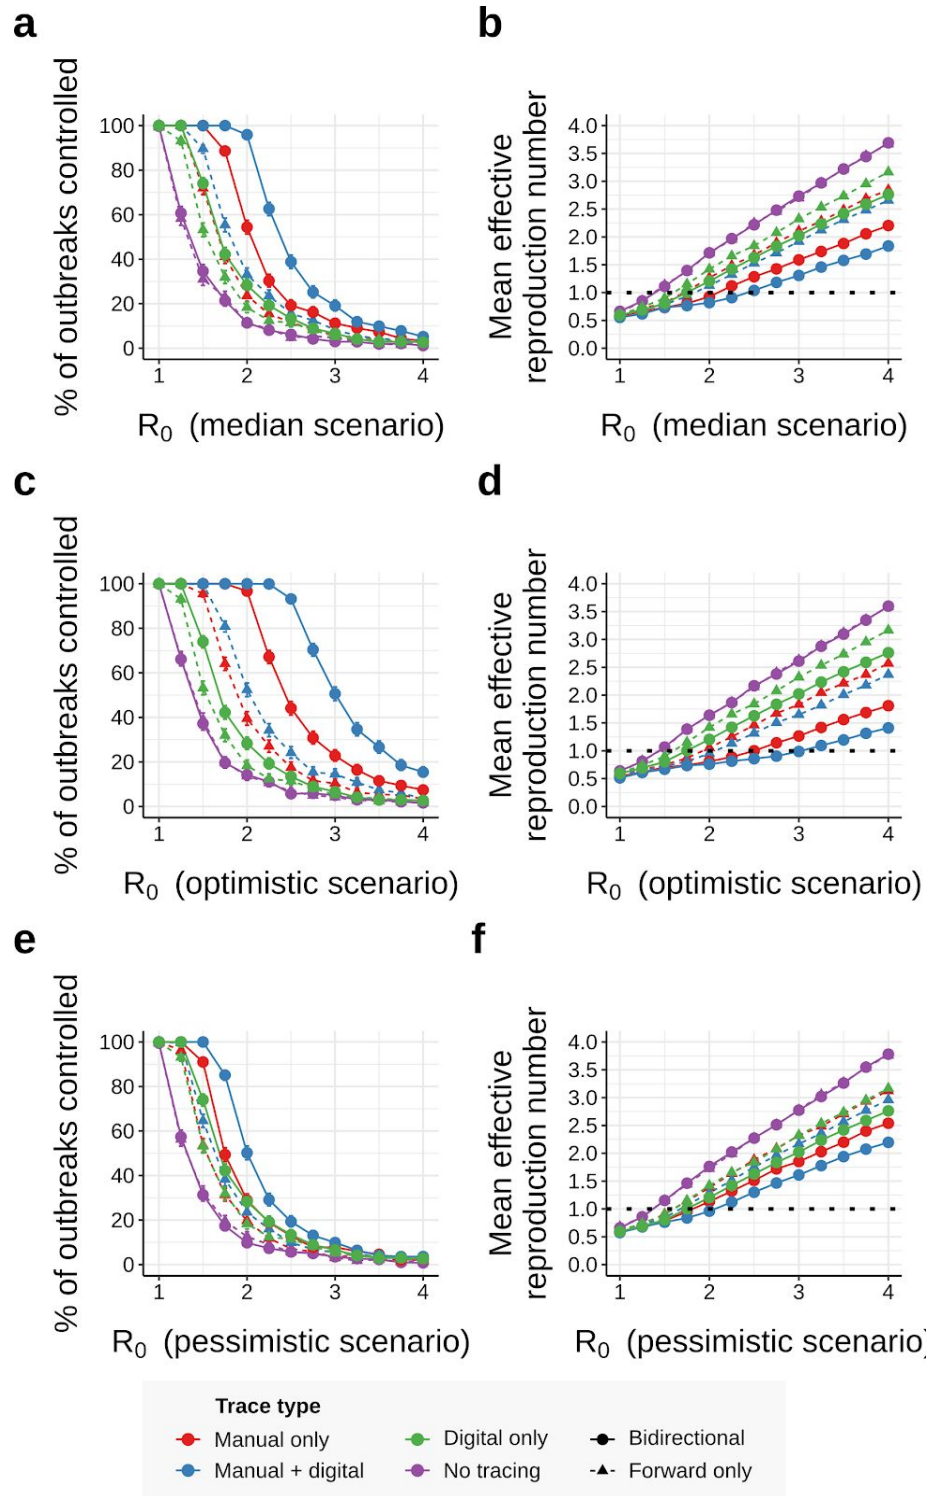 a
b
% of outbreaks controlled
100
80
60
40
20
0
1 2 3 4
R0 (median scenario)
Mean effective
reproduction number
4.0
3.5
3.0
2.5
2.0
1.5
1.0
0.5
0.0
1 2 3 4
R0 (median scenario)
c
d
% of outbreaks controlled
100
80
60
40
20
0
1 2 3 4
R0 (optimistic scenario)
Mean effective
reproduction number
4.0
3.5
3.0
2.5
2.0
1.5
1.0
0.5
0.0
1 2 3 4
R0 (optimistic scenario)
e
f
% of outbreaks controlled
100
80
60
40
20
0
1 2 3 4
R0 (pessimistic scenario)
Mean effective
reproduction number
4.0
3.5
3.0
2.5
2.0
1.5
1.0
0.5
0.0
1 2 3 4
R0 (pessimistic scenario)
Trace type
Manual only
Digital only
Bidirectional
Manual + digital
No tracing
Forward only